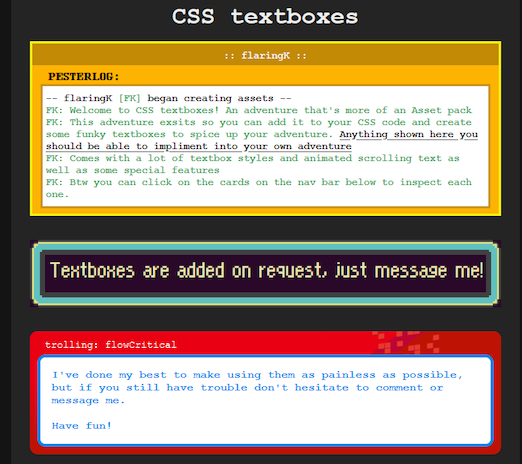 CSS textboxes
:: flaringK ::
PESTERLOG:
-- flaringK [FK] began creating assets --
FK: Welcome to CSS textboxes! An adventure that's more of an Asset pack
FK: This adventure exsits so you can add it to your CSS code and create
some funky textboxes to spice up your adventure. Anything shown here you
should be able to impliment into your own adventure
FK: Comes with a lot of textbox styles and animated scrolling text as
well as some special features
FK: Btw you can click on the cards on the nav bar below to inspect each
one.
Textboxes are added on request, just message me!
trolling: flowCritical
I've done my best to make using them as painless as possible,
but if you still have trouble don't hesitate to comment or
message me.
Have fun!